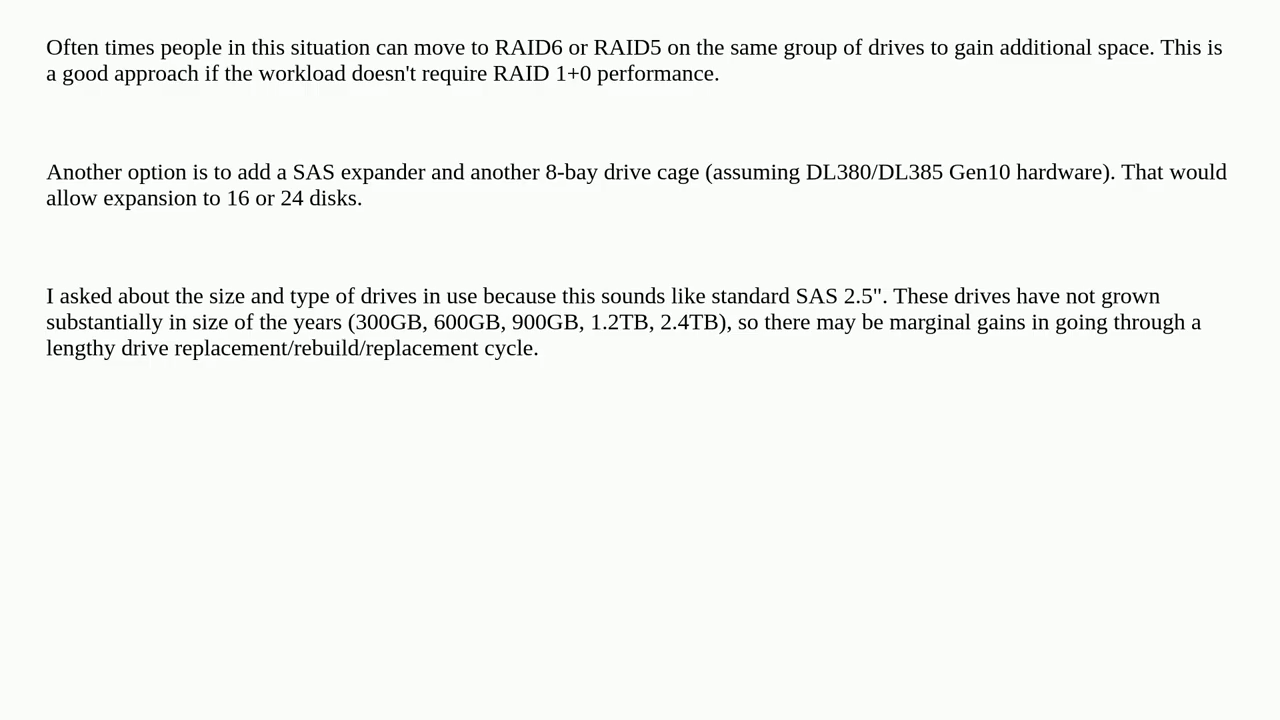 Often times people in this situation can move to RAID6 or RAID5 on the same group of drives to gain additional space. This is
a good approach if the workload doesn't require RAID 1+0 performance.
Another option is to add a SAS expander and another 8-bay drive cage (assuming DL380/DL385 Gen10 hardware). That would
allow expansion to 16 or 24 disks.
I asked about the size and type of drives in use because this sounds like standard SAS 2.5". These drives have not grown
substantially in size of the years (300GB, 600GB, 900GB, 1.2TB, 2.4TB), so there may be marginal gains in going through a
lengthy drive replacement/rebuild/replacement cycle.